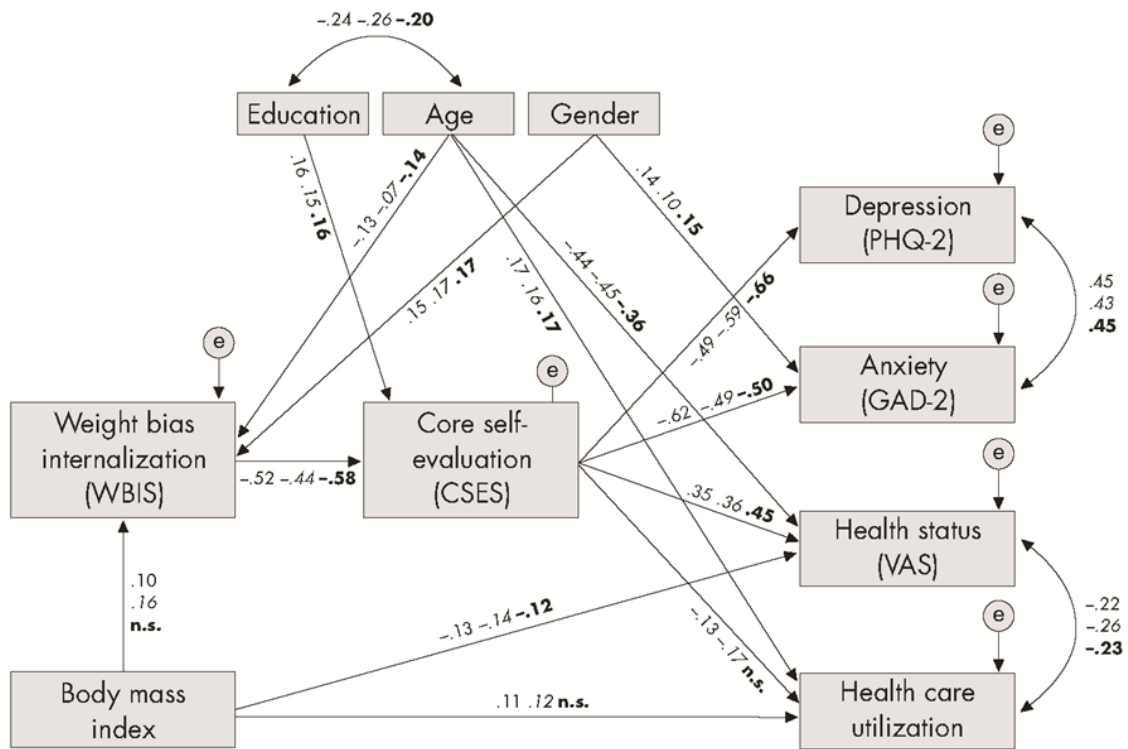 –.24 –.26 –.20
Education
Age
Gender
e
.16 .15 .16
–.13 –.07 –.14
.15 .17 .17
.17 .16 .17
–.44 –.45 –.36
.14 .10 .15
Depression
(PHQ-2)
–.49 –.59 –.66
.45
.43
.45
e
Anxiety
(GAD-2)
–.62 –.49 –.50
e
Weight bias
internalization
(WBIS)
–.52 –.44 –.58
e
Core self-
evaluation
(CSES)
.35 .36 .45
e
Health status
(VAS)
.10
.16
n.s.
–.13 –.14 –.12
–.13 –.17 n.s.
–.22
–.26
–.23
e
Body mass
index
.11 .12 n.s.
Health care
utilization